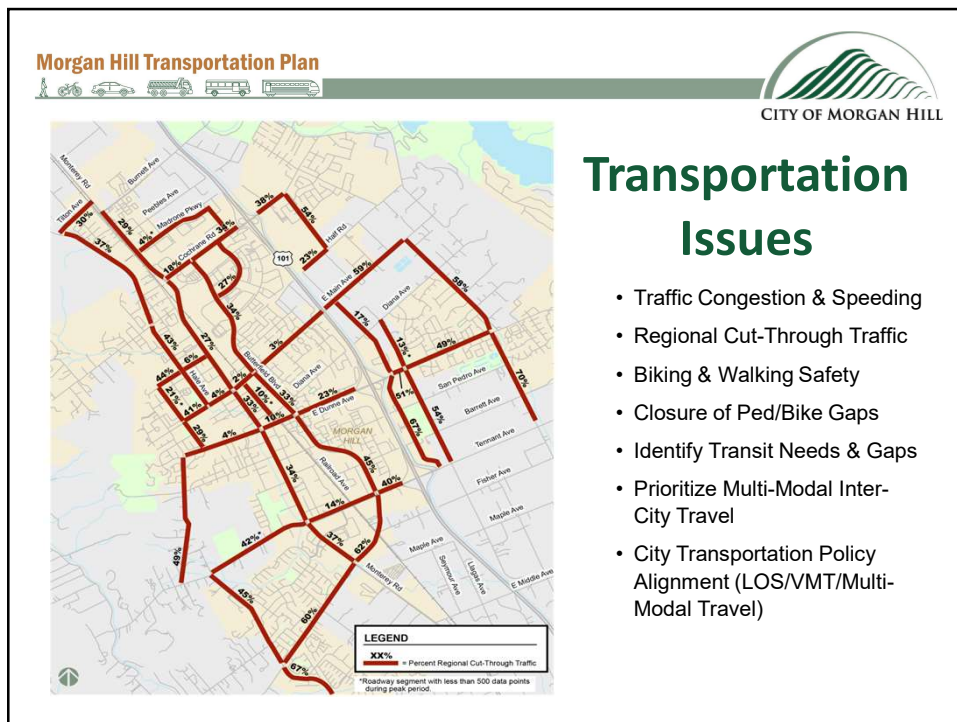 Morgan Hill Transportation Plan
CITY OF MORGAN HILL
Transportation
Issues
• Traffic Congestion & Speeding
• Regional Cut-Through Traffic
• Biking & Walking Safety
• Closure of Ped/Bike Gaps
• Identify Transit Needs & Gaps
• Prioritize Multi-Modal Inter-
City Travel
• City Transportation Policy
Alignment (LOS/VMT/Multi-
Modal Travel)
Monterey Rd
Burnett Ave
Tilton Ave
Peebles Ave
30%
29%
Madrone Pkwy
4%*
34%
37%
Cochrane Rd
18%
27%
38%
54%
Half Rd
23%
101
59%
E Main Ave
58%
34%
Diana Ave
17%
13%*
49%
43%
27%
3%
6%
44%
21%*
Hale Ave
41%
4%
2%
Butterfield Blvd
10%*
33%
Diana Ave
33%
23%
E Dunne Ave
10%
29%
4%
San Pedro Ave
51%
70%
Barrett Ave
54%
67%
Tennant Ave
MORGAN
HILL
34%
Railroad Ave
45%
40%
Fisher Ave
14%
Maple Ave
49%
42%*
37%
62%
Maple Ave
Monterey Rd
Seymour Ave
Llagas Ave
E Middle Ave
45%
60%
67%
LEGEND
XX%
= Percent Regional Cut-Through Traffic
*Roadway segment with less than 500 data points
during peak period.